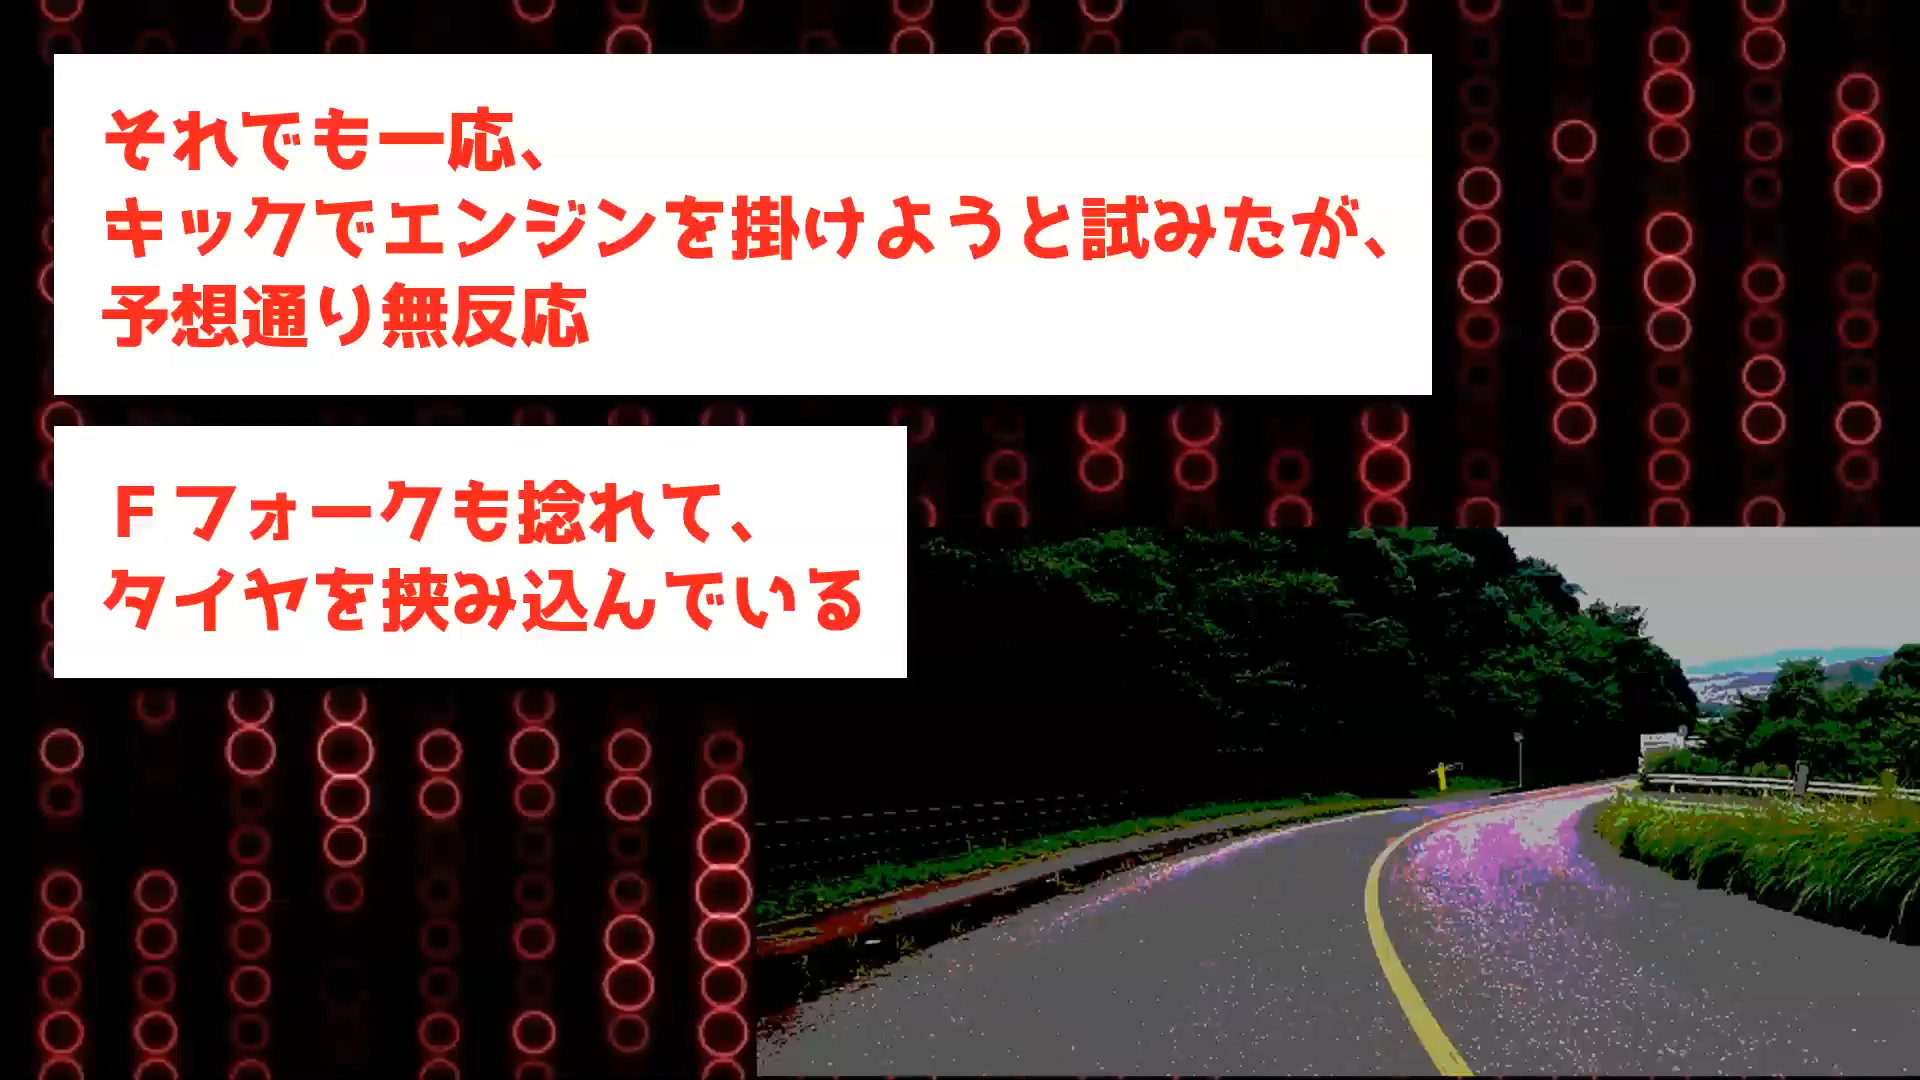 それでも一応、
キックでエンジンを掛けようと試みたが、
予想通り無反応
Ｆフォークも捻れて、
タイヤを挟み込んでいる